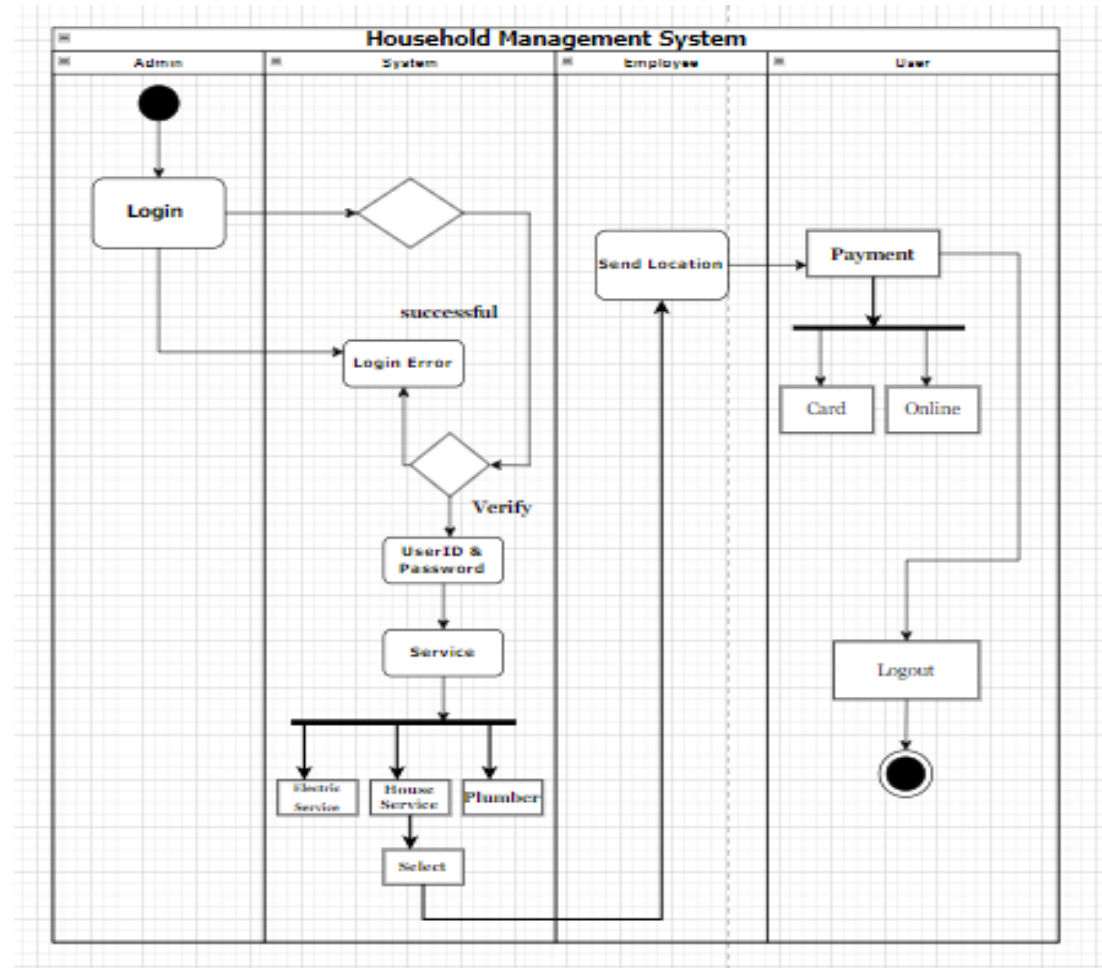 Household Management System
Admin
System
Employee
User
Login
Send Location
Payment
successful
Login Error
Card
Online
Verify
UserID &
Password
Service
Logout
Electric
Service
House
Service
Plumber
Select